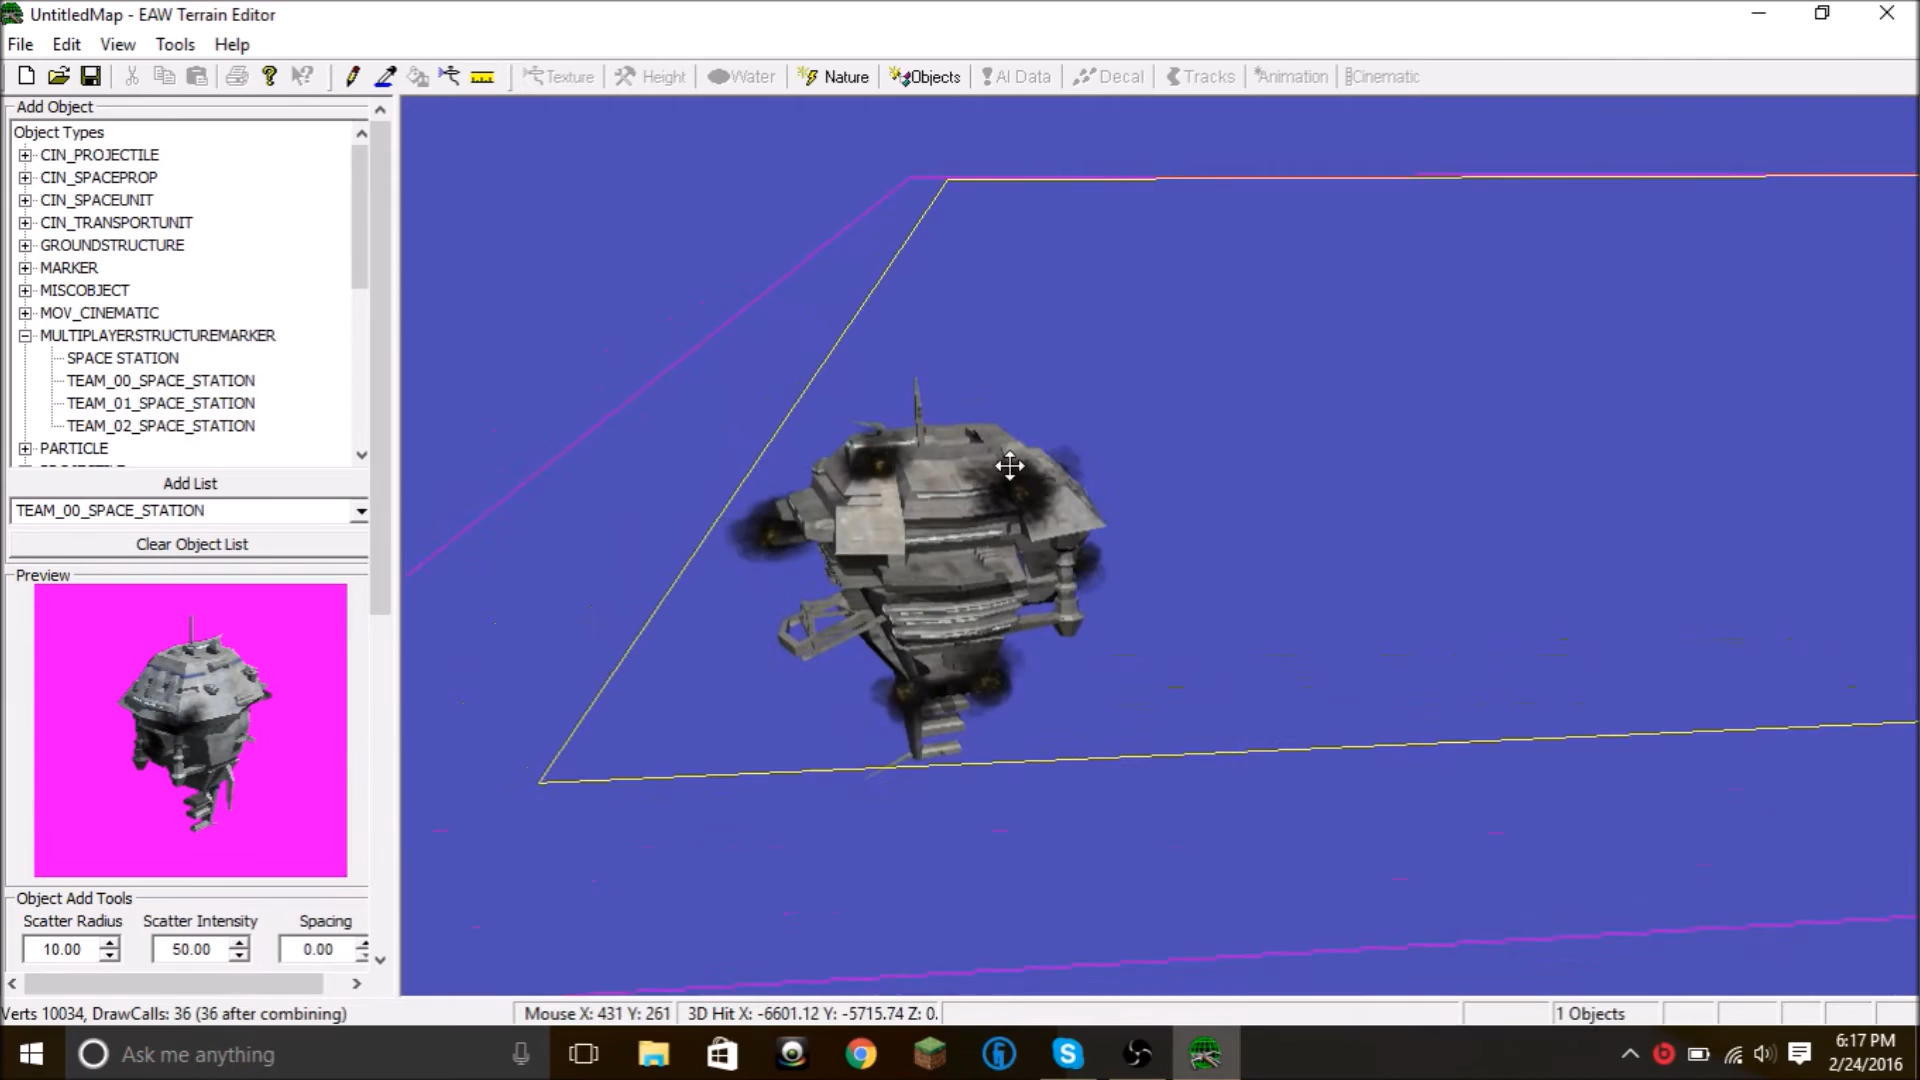 UntitledMap - EAW Terrain Editor
File Edit View Tools Help
Texture Height Water Nature Objects AI Data Decal Tracks Animation Cinematic
Add Object
Object Types
CIN_PROJECTILE
CIN_SPACEPROP
CIN_SPACEUNIT
CIN_TRANSPORTUNIT
GROUNDSTRUCTURE
MARKER
MISCOBJECT
MOV_CINEMATIC
MULTIPLAYERSTRUCTUREMARKER
SPACE STATION
TEAM_00_SPACE_STATION
TEAM_01_SPACE_STATION
TEAM_02_SPACE_STATION
PARTICLE
Add List
TEAM_00_SPACE_STATION
Clear Object List
Preview
Object Add Tools
Scatter Radius Scatter Intensity Spacing
10.00 50.00 0.00
Verts 10034, DrawCalls: 36 (36 after combining) Mouse X: 431 Y: 261 3D Hit X: -6601.12 Y: -5715.74 Z: 0. 1 Objects
Ask me anything
6:17 PM
2/24/2016